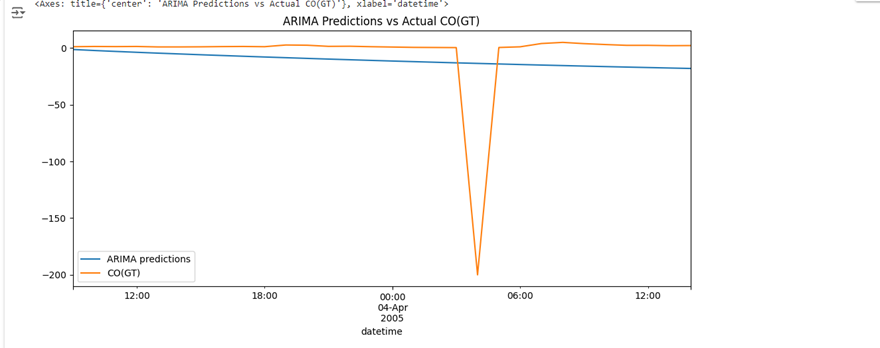 <Axes: title={'center': 'ARIMA Predictions vs Actual CO(GT)'}, xlabel='datetime'>
ARIMA Predictions vs Actual CO(GT)
0
−50
−100
−150
−200
ARIMA predictions
CO(GT)
12:00 18:00 00:00 06:00 12:00
04-Apr
2005
datetime